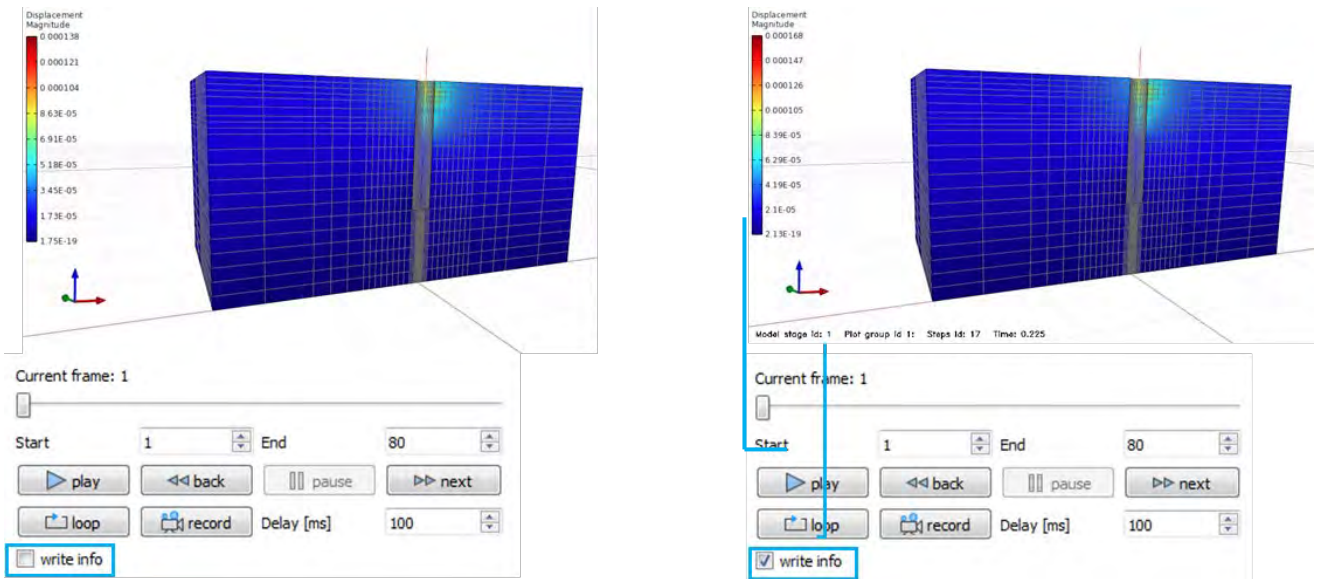 Displacement
Magnitude
0 000138
0 000121
0 000104
8 63E-05
6.91E-05
5 18E-05
3 45E-05
1 73E-05
1 75E-19
Current frame: 1
Start 1 End 80
play back pause next
loop record Delay [ms] 100
write info
Displacement
Magnitude
0 000168
0 000147
0 000126
0 000105
8 39E-05
6 29E-05
4 19E-05
2 1E-05
2 13E-19
Model stage id: 1 Plot group id 1: Steps id: 17 Time: 0.225
Current frame: 1
Start 1 End 80
play back pause next
loop record Delay [ms] 100
write info